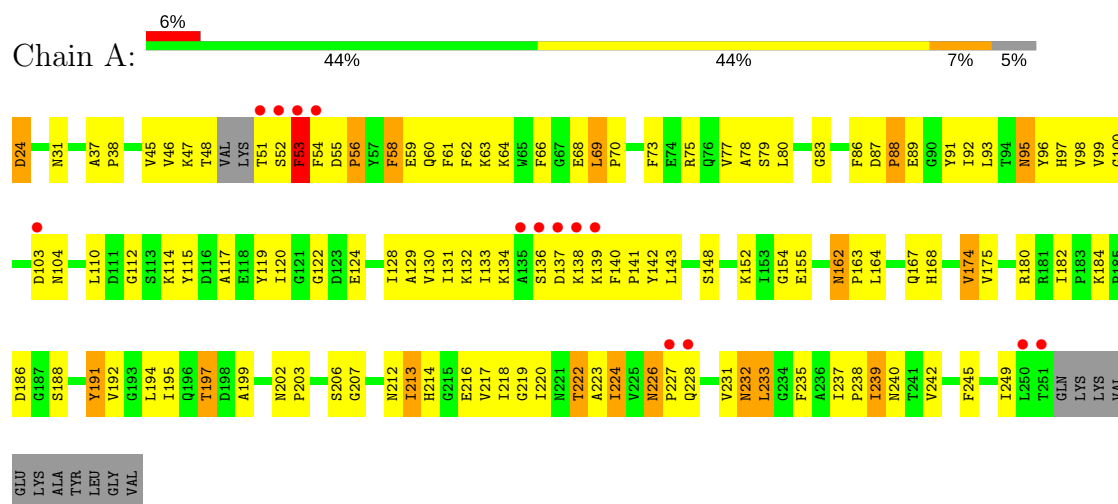 6%
Chain A: 44% 44% 7% 5%
D24 N31 A37 P38 V45 V46 K47 T48 VAL LYS T51 S52 F53 F54 D55 P56 Y57 F58 E59 Q60 F61 F62 K63 K64 W65 F66 G67 E68 L69 P70 F73 E74 R75 Q76 V77 A78 S79 L80 G83 F86 D87 P88 E89 G90 Y91 I92 L93 T94 N95 Y96 H97 V98 V99 G100
D103 N104 L110 D111 G112 S113 K114 Y115 D116 A117 E118 Y119 I120 G121 G122 D123 E124 I128 A129 V130 I131 K132 I133 K134 A135 S136 D137 K138 K139 F140 P141 Y142 L143 S148 K152 I153 G154 E155 N162 P163 L164 Q167 H168 V174 V175 R180 R181 I182 P183 K184 P185
D186 G187 S188 Y191 V192 G193 L194 I195 Q196 T197 D198 A199 N202 P203 S206 G207 N212 I213 H214 G215 E216 V217 I218 G219 I220 N221 T222 A223 I224 V225 N226 P227 Q228 V231 N232 L233 G234 F235 A236 I237 P238 I239 N240 T241 V242 F245 I249 L250 T251 GLN LYS LYS VAL
GLU LYS ALA TYR LEU GLY VAL